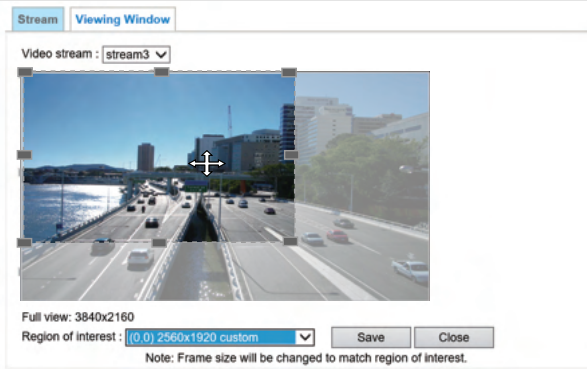 Stream Viewing Window
Video stream : stream3
Full view: 3840x2160
Region of interest : (0,0) 2560x1920 custom Save Close
Note: Frame size will be changed to match region of interest.